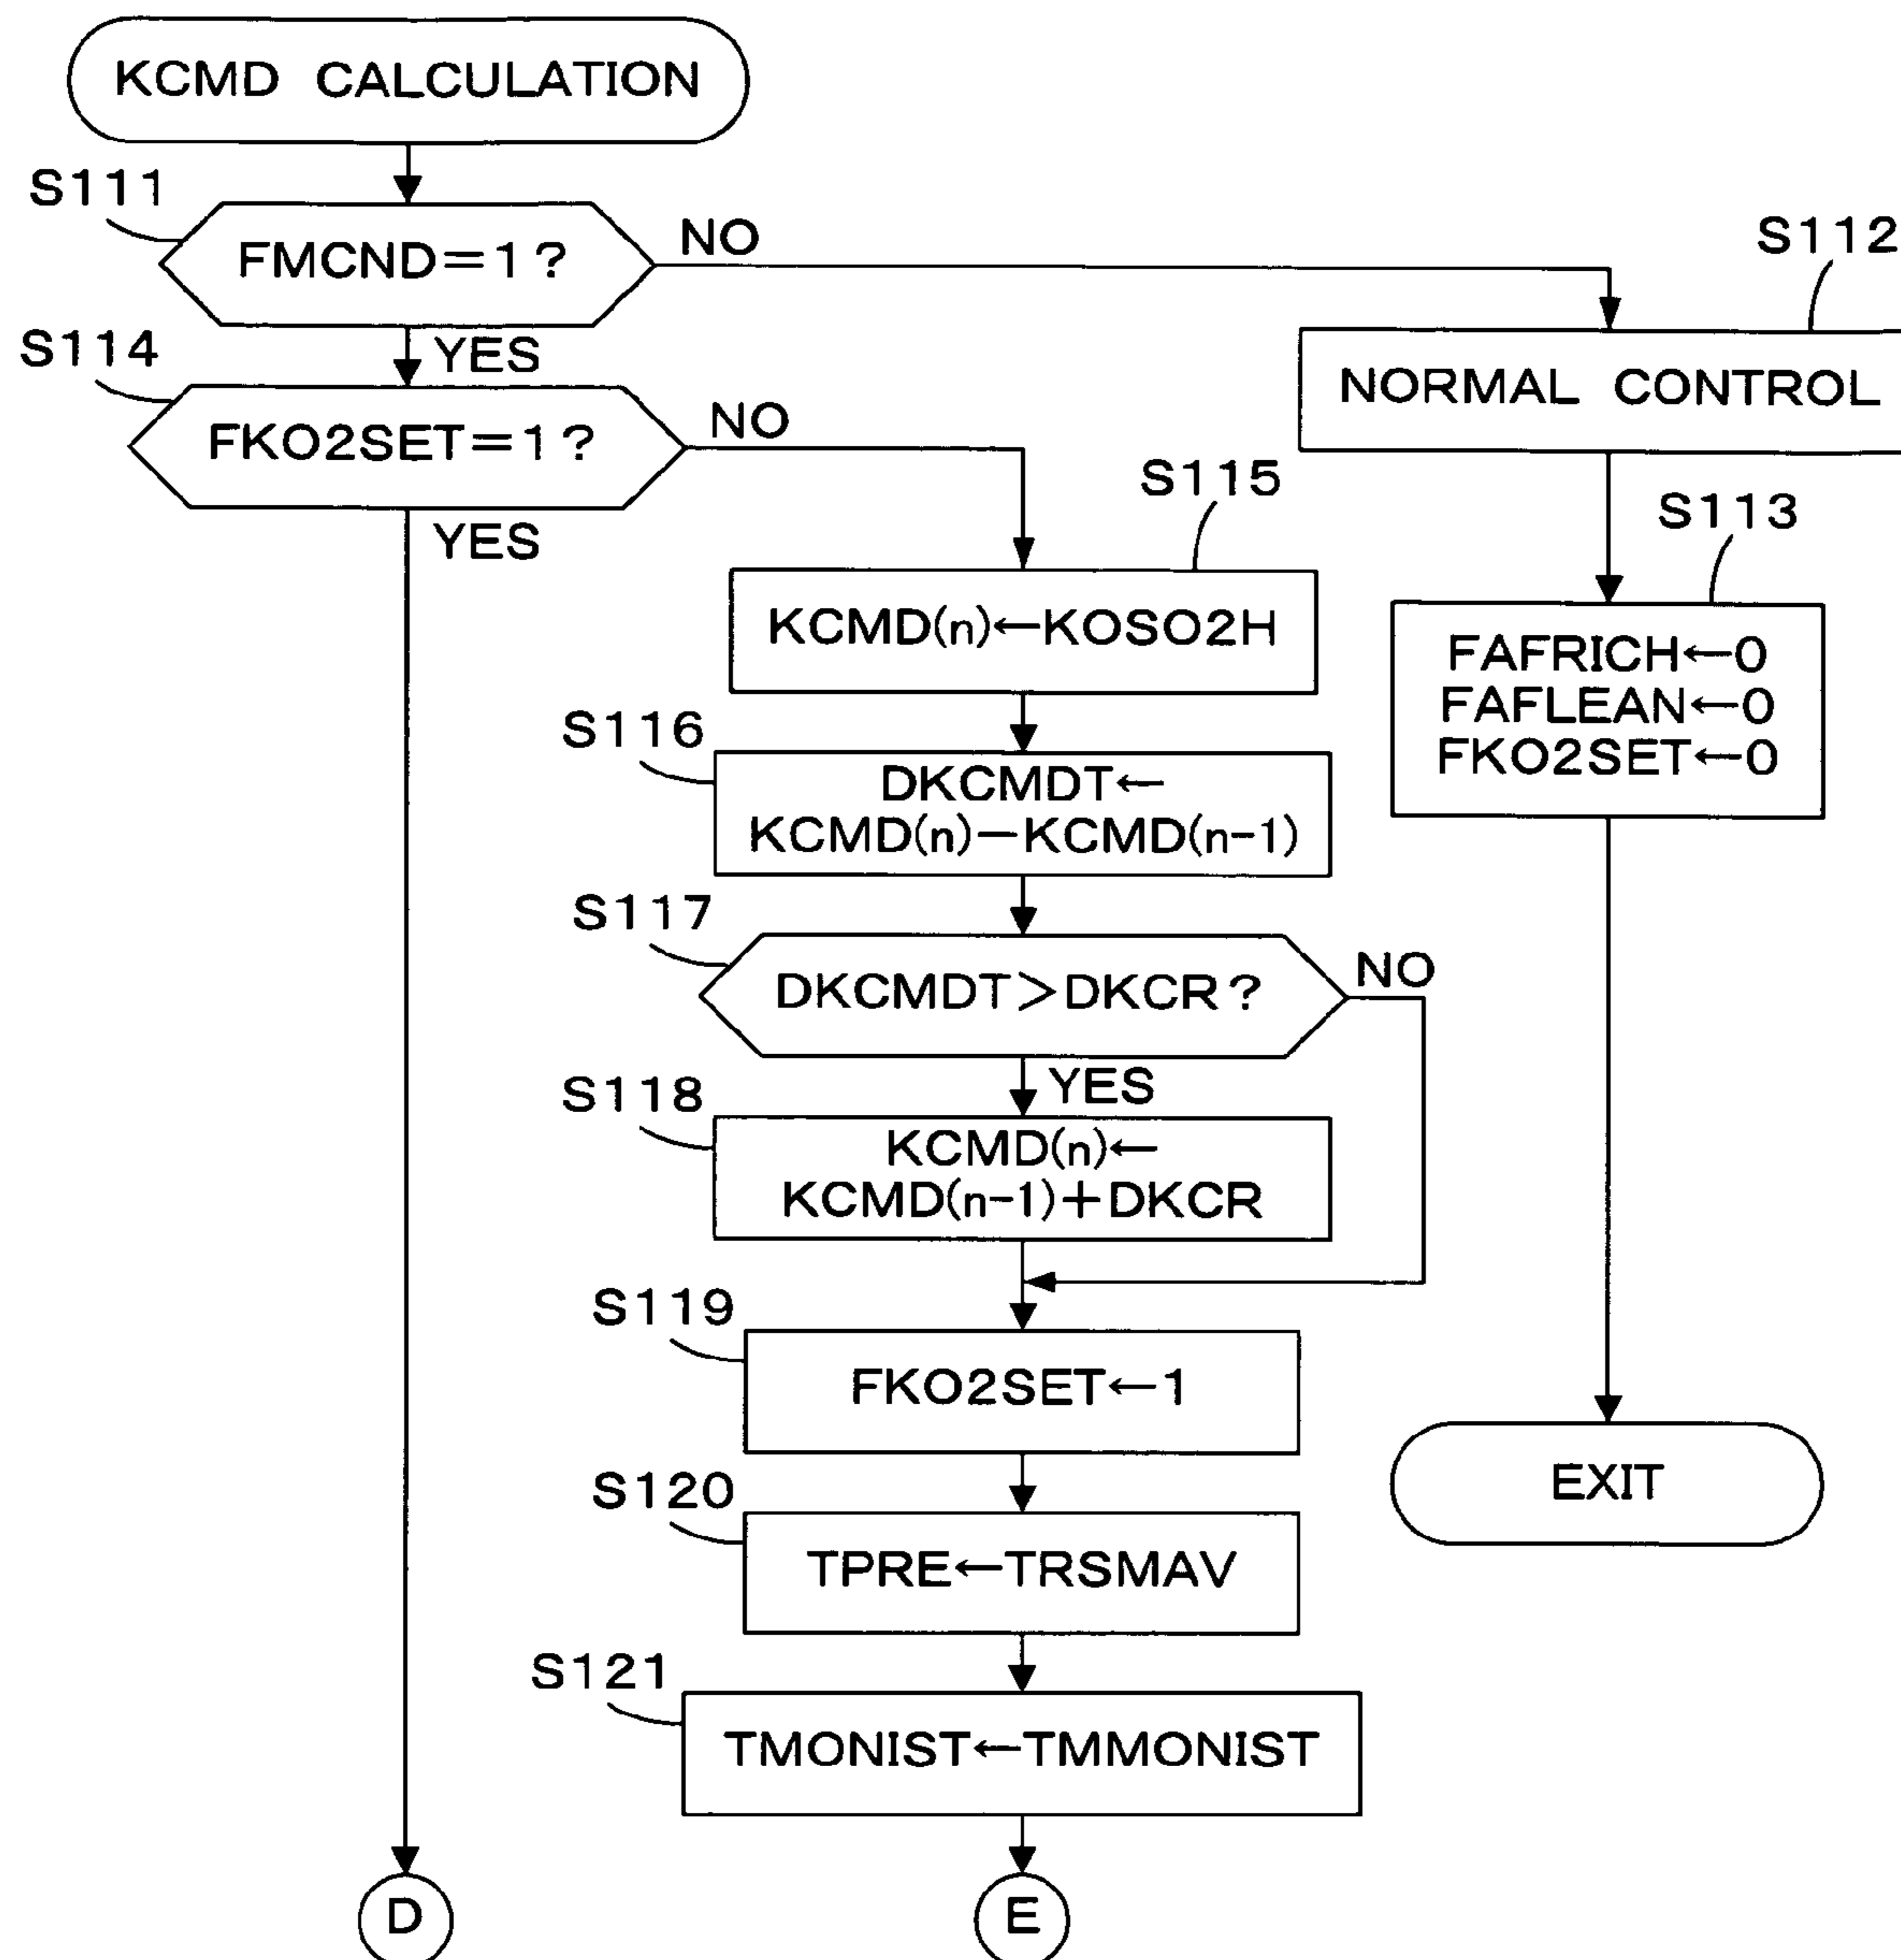 KCMD CALCULATION
S111
FMCND=1?
NO
YES
S112
NORMAL CONTROL
S113
FAFRICH←0
FAFLEAN←0
FKO2SET←0
EXIT
S114
FKO2SET=1?
NO
YES
S115
KCMD(n)←KOSO2H
S116
DKCMDT←
KCMD(n)−KCMD(n-1)
S117
DKCMDT>DKCR?
NO
YES
S118
KCMD(n)←
KCMD(n-1)+DKCR
S119
FKO2SET←1
S120
TPRE←TRSMAV
S121
TMONIST←TMMONIST
D
E